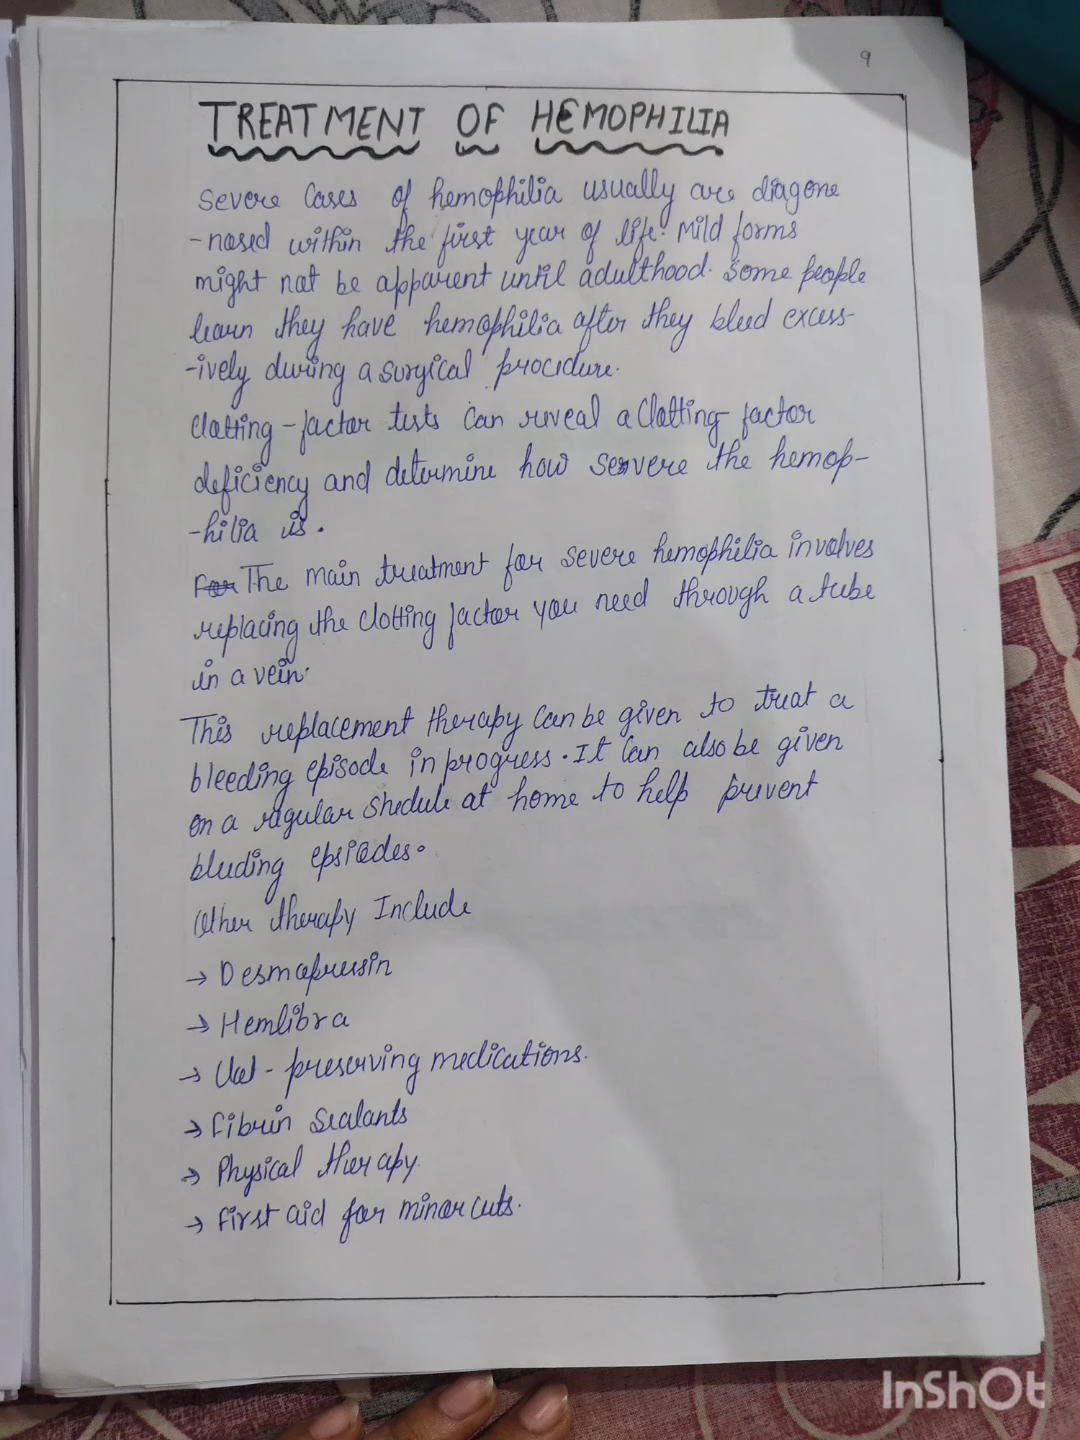 9
TREATMENT OF HEMOPHILIA
Severe Cases of hemophilia usually are diagone
-nosed within the first year of life. Mild forms
might not be apparent until adulthood. Some people
learn they have hemophilia after they bleed excess-
-ively during a surgical procedure.
Clotting-factor tests can reveal a Clotting factor
deficiency and determine how severe the hemop-
-hilia is.
For The main treatment for severe hemophilia involves
replacing the Clotting factor you need through a tube
in a vein.
This replacement therapy Can be given to treat a
bleeding episode in progress. It can also be given
on a regular shedule at home to help prevent
bleeding epsiodes.
Other therapy Include
→ Desmopressin
→ Hemlibra
→ Clot-preserving medications.
→ Fibrin Sealants
→ Physical therapy.
→ First aid for minor cuts.
InShOt